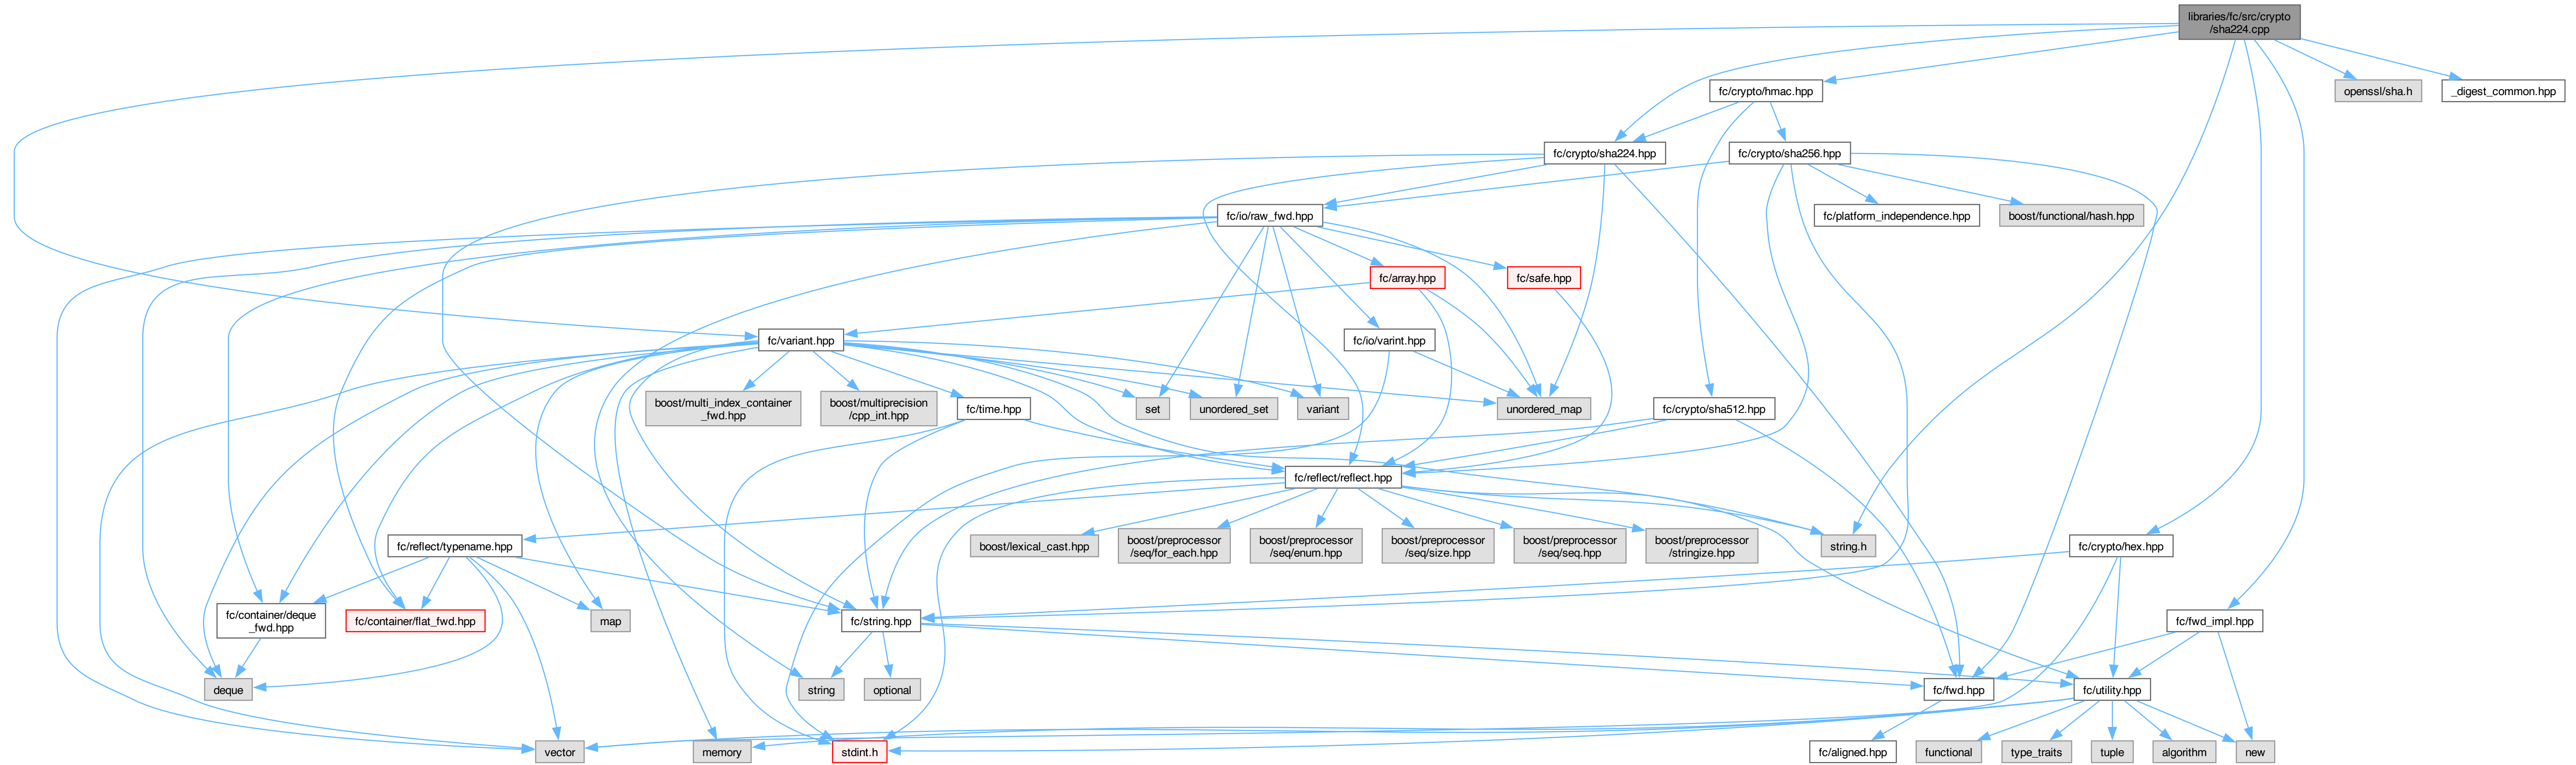 libraries/fc/src/crypto
/sha224.cpp
fc/crypto/hmac.hpp
openssl/sha.h
_digest_common.hpp
fc/crypto/sha224.hpp
fc/crypto/sha256.hpp
fc/io/raw_fwd.hpp
fc/platform_independence.hpp
boost/functional/hash.hpp
fc/array.hpp
fc/safe.hpp
fc/variant.hpp
fc/io/varint.hpp
boost/multi_index_container
_fwd.hpp
boost/multiprecision
/cpp_int.hpp
fc/time.hpp
set
unordered_set
variant
unordered_map
fc/crypto/sha512.hpp
fc/reflect/reflect.hpp
fc/reflect/typename.hpp
boost/lexical_cast.hpp
boost/preprocessor
/seq/for_each.hpp
boost/preprocessor
/seq/enum.hpp
boost/preprocessor
/seq/size.hpp
boost/preprocessor
/seq/seq.hpp
boost/preprocessor
/stringize.hpp
string.h
fc/crypto/hex.hpp
fc/container/deque
_fwd.hpp
fc/container/flat_fwd.hpp
map
fc/string.hpp
fc/fwd_impl.hpp
deque
string
optional
fc/fwd.hpp
fc/utility.hpp
vector
memory
stdint.h
fc/aligned.hpp
functional
type_traits
tuple
algorithm
new